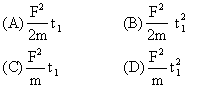 (A) F²/2m t₁ (B) F²/2m t₁²
(C) F²/m t₁ (D) F²/m t₁²